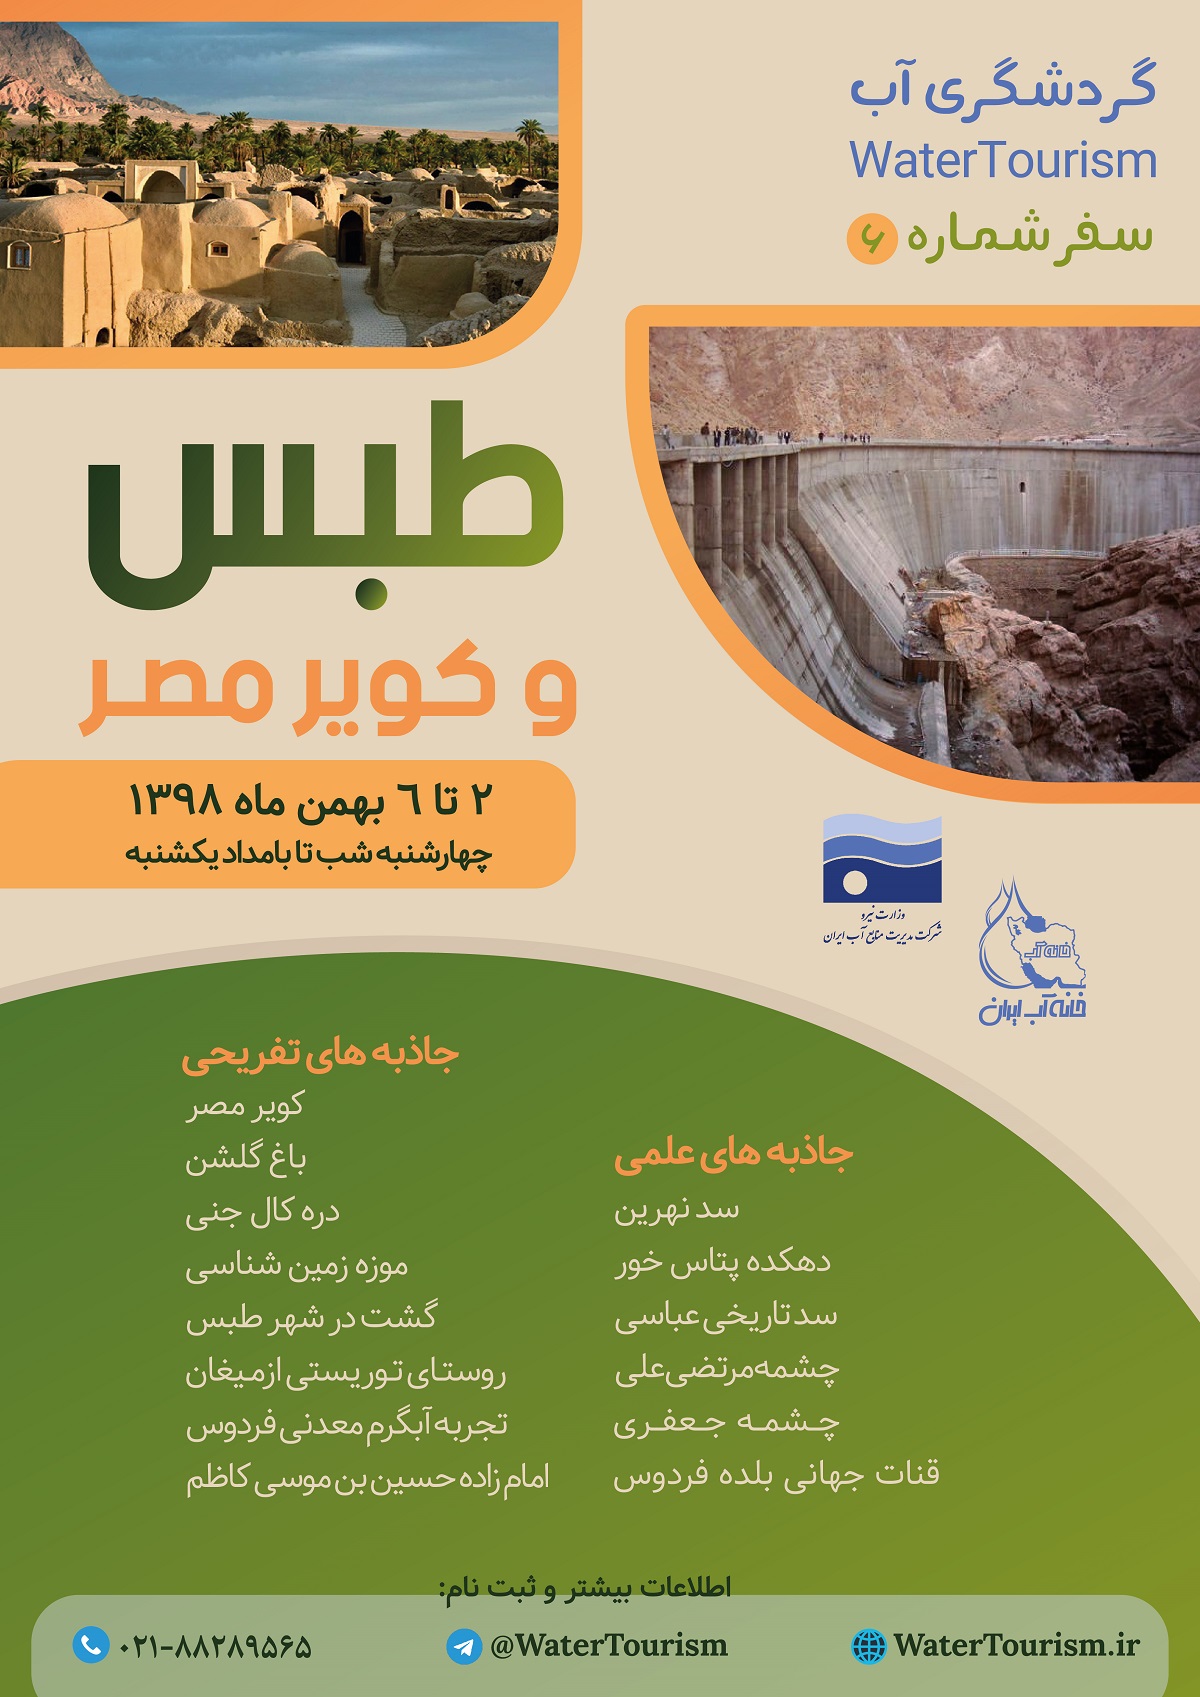 گردشگری آب
WaterTourism
سفر شماره ۶
طبس
و کویر مصر
۲ تا ۶ بهمن ماه ۱۳۹۸
چهارشنبه شب تا بامداد یکشنبه
وزارت نیرو
شرکت مدیریت منابع آب ایران
خانه آب
خانه آب ایران
جاذبه های تفریحی
کویر مصر
باغ گلشن
دره کال جنی
موزه زمین شناسی
گشت در شهر طبس
روستای توریستی ازمیغان
تجربه آبگرم معدنی فردوس
امام زاده حسین بن موسی کاظم
جاذبه های علمی
سد نهرین
دهکده پتاس خور
سد تاریخی عباسی
چشمه مرتضی علی
چشمه جعفری
قنات جهانی بلده فردوس
اطلاعات بیشتر و ثبت نام:
WaterTourism.ir
@WaterTourism
۰۲۱-۸۸۲۸۹۵۶۵